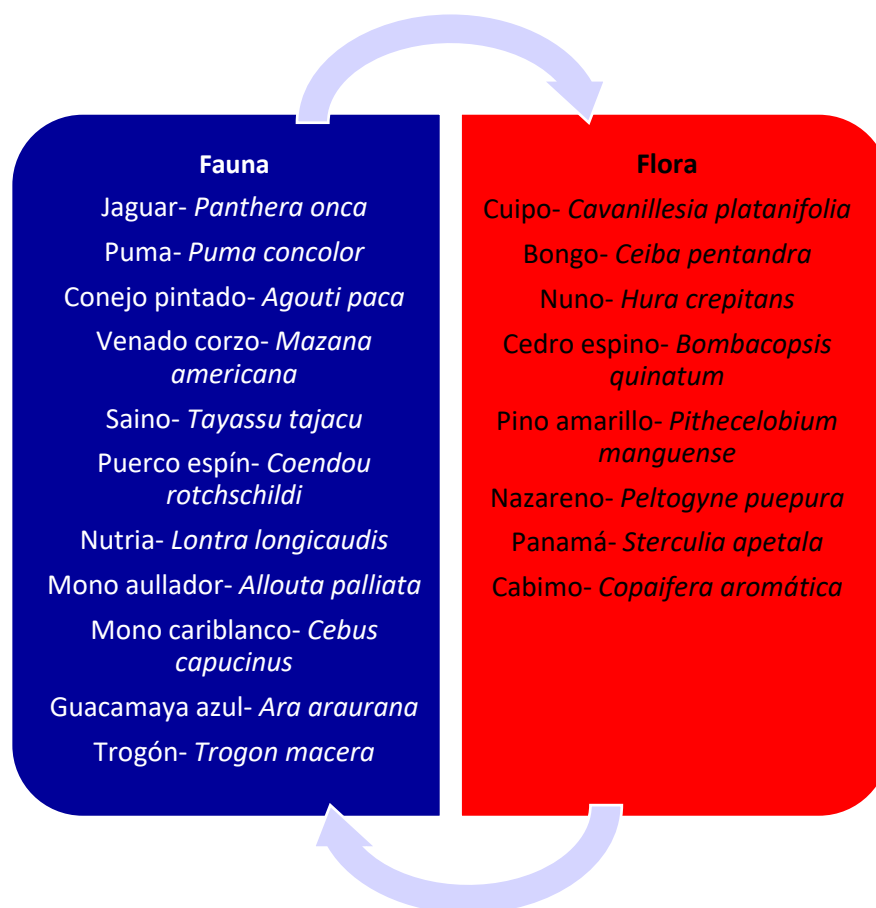 Fauna
Jaguar- Panthera onca
Puma- Puma concolor
Conejo pintado- Agouti paca
Venado corzo- Mazana
americana
Saino- Tayassu tajacu
Puerco espín- Coendou
rotchschildi
Nutria- Lontra longicaudis
Mono aullador- Allouta palliata
Mono cariblanco- Cebus
capucinus
Guacamaya azul- Ara araurana
Trogón- Trogon macera
Flora
Cuipo- Cavanillesia platanifolia
Bongo- Ceiba pentandra
Nuno- Hura crepitans
Cedro espino- Bombacopsis
quinatum
Pino amarillo- Pithecelobium
manguense
Nazareno- Peltogyne puepura
Panamá- Sterculia apetala
Cabimo- Copaifera aromática